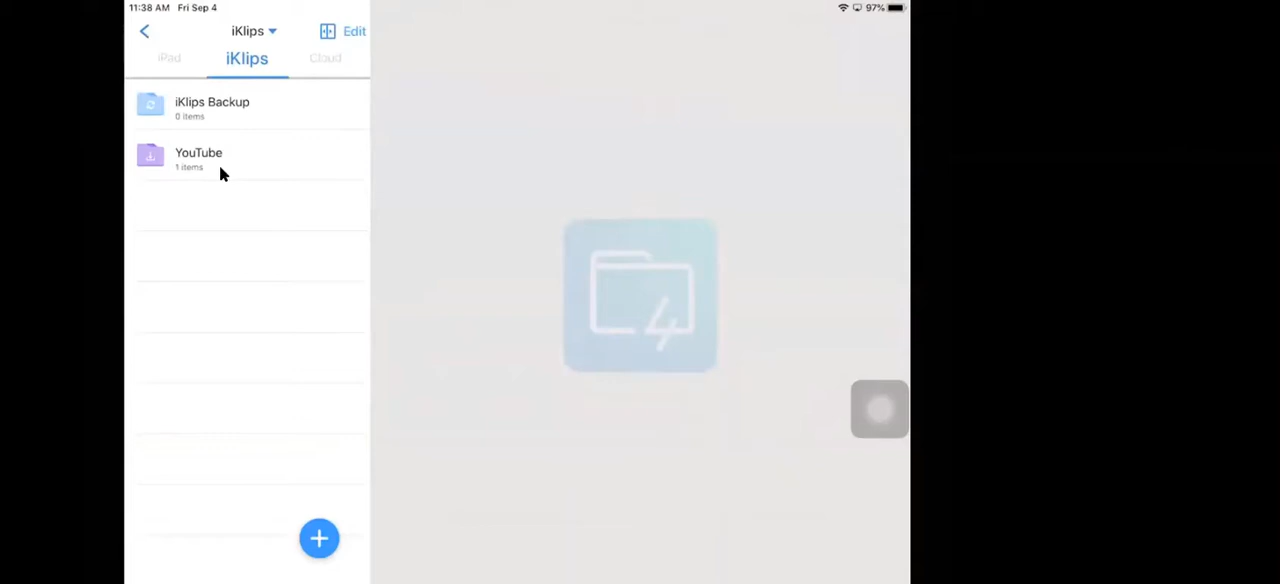 11:38 AM Fri Sep 4
97%
iKlips
Edit
iPad
iKlips
Cloud
iKlips Backup
0 items
YouTube
1 items
4